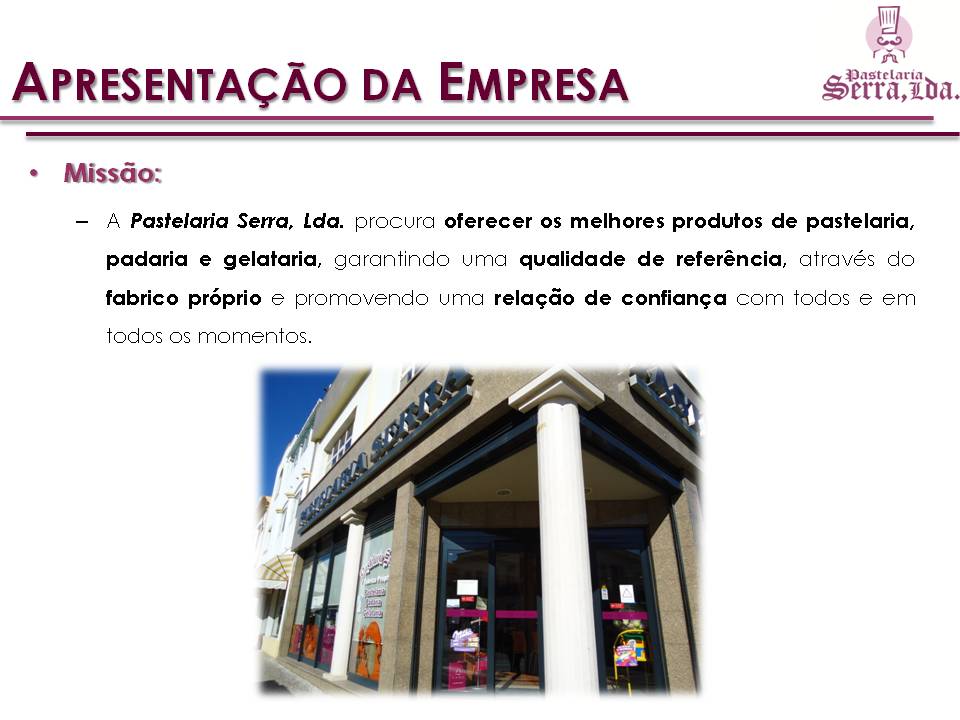 APRESENTAÇÃO DA EMPRESA
Pastelaria
Serra, Lda.
• Missão:
– A Pastelaria Serra, Lda. procura oferecer os melhores produtos de pastelaria,
padaria e gelataria, garantindo uma qualidade de referência, através do
fabrico próprio e promovendo uma relação de confiança com todos e em
todos os momentos.
SERRA